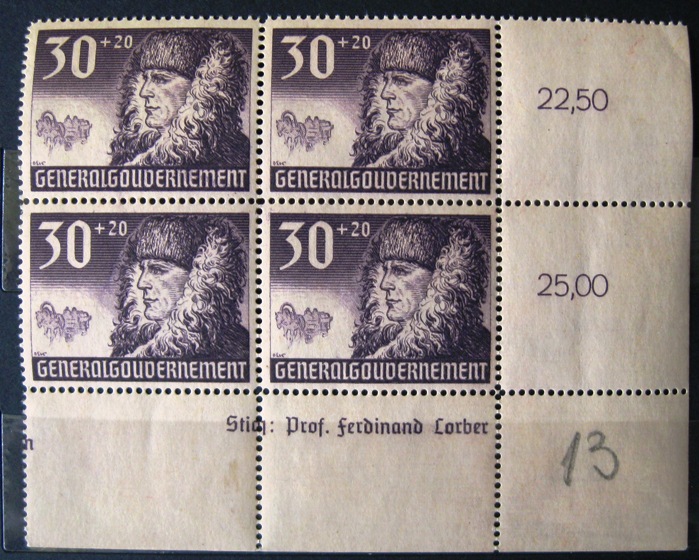 30 +20 30 +20
GENERALGOUVERNEMENT GENERALGOUVERNEMENT
22,50
30 +20 30 +20
GENERALGOUVERNEMENT GENERALGOUVERNEMENT
25,00
h
Stich: Prof. Ferdinand Lorber
13